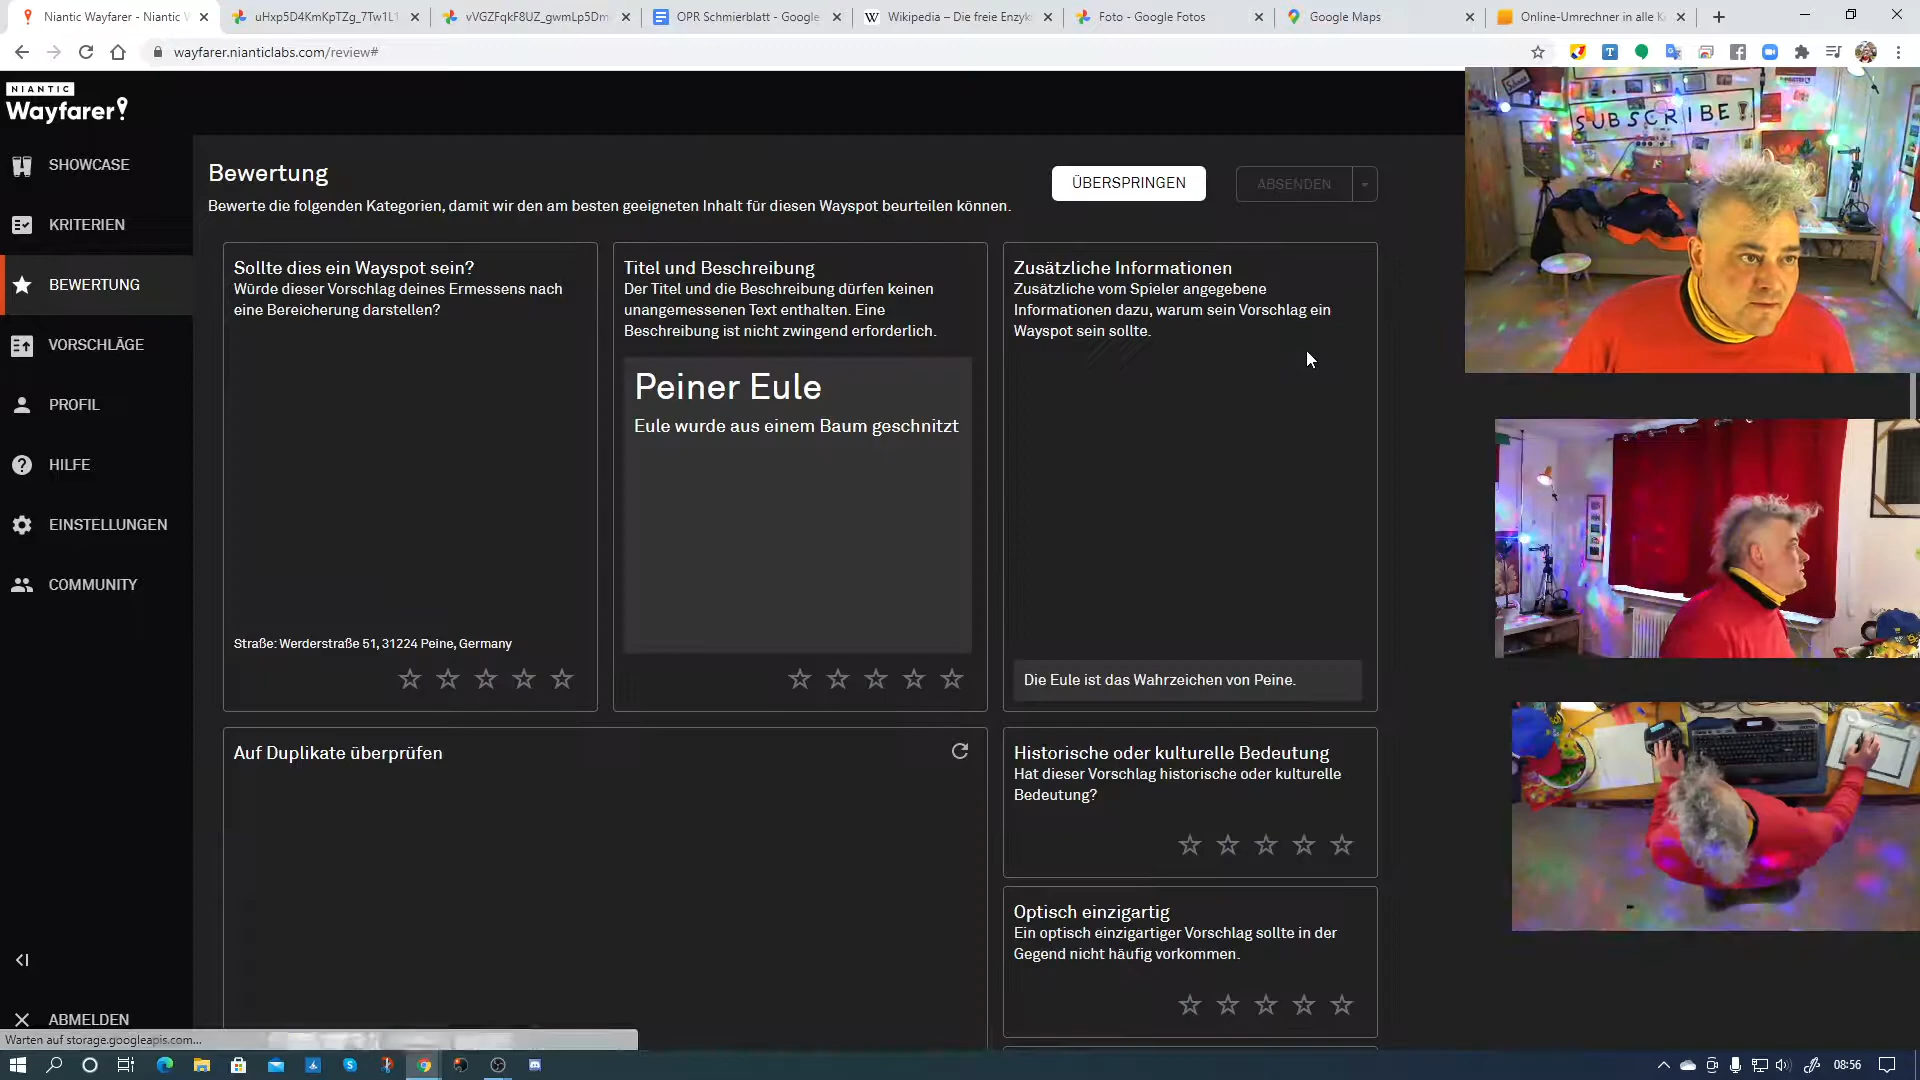 Niantic Wayfarer - Niantic W
uHxp5D4KmKpTZg_7Tw1L1
vVGZFqkF8UZ_gwmLp5Dm
OPR Schmierblatt - Google
Wikipedia – Die freie Enzyk
Foto - Google Fotos
Google Maps
Online-Umrechner in alle K
wayfarer.nianticlabs.com/review#
NIANTIC
Wayfarer
SHOWCASE
KRITERIEN
BEWERTUNG
VORSCHLÄGE
PROFIL
HILFE
EINSTELLUNGEN
COMMUNITY
ABMELDEN
Bewertung
Bewerte die folgenden Kategorien, damit wir den am besten geeigneten Inhalt für diesen Wayspot beurteilen können.
ÜBERSPRINGEN
ABSENDEN
Sollte dies ein Wayspot sein?
Würde dieser Vorschlag deines Ermessens nach
eine Bereicherung darstellen?
Straße: Werderstraße 51, 31224 Peine, Germany
Titel und Beschreibung
Der Titel und die Beschreibung dürfen keinen
unangemessenen Text enthalten. Eine
Beschreibung ist nicht zwingend erforderlich.
Peiner Eule
Eule wurde aus einem Baum geschnitzt
Zusätzliche Informationen
Zusätzliche vom Spieler angegebene
Informationen dazu, warum sein Vorschlag ein
Wayspot sein sollte.
Die Eule ist das Wahrzeichen von Peine.
Auf Duplikate überprüfen
Historische oder kulturelle Bedeutung
Hat dieser Vorschlag historische oder kulturelle
Bedeutung?
Optisch einzigartig
Ein optisch einzigartiger Vorschlag sollte in der
Gegend nicht häufig vorkommen.
SUBSCRIBE!
Warten auf storage.googleapis.com...
08:56